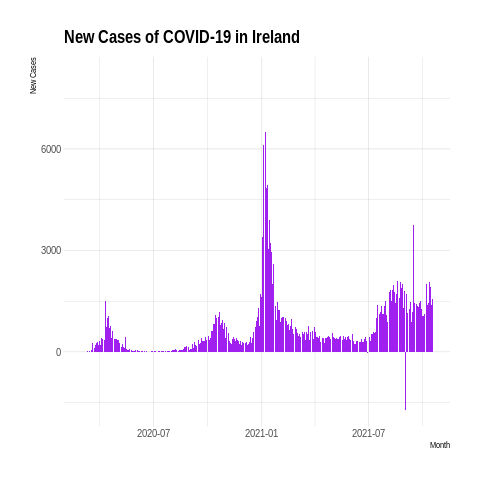 New Cases of COVID-19 in Ireland
New Cases
6000
3000
0
2020-07
2021-01
2021-07
Month